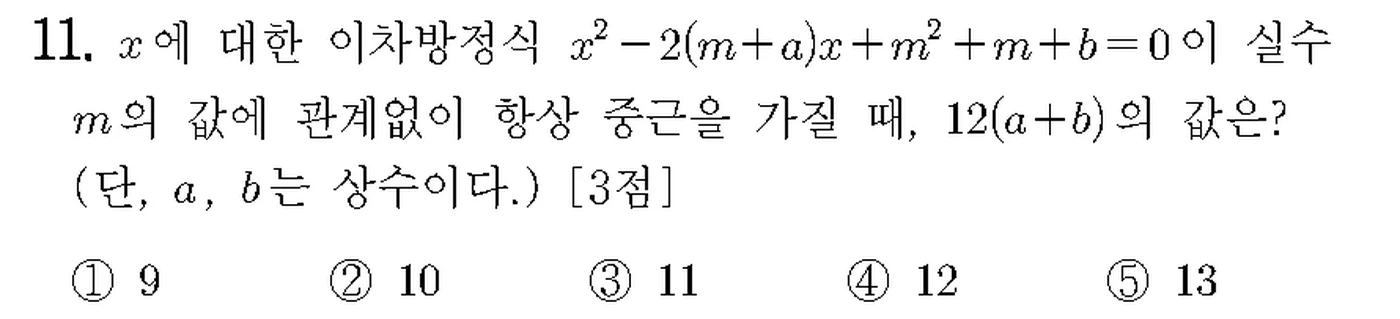 11. x에 대한 이차방정식 x²−2(m+a)x+m²+m+b=0이 실수
m의 값에 관계없이 항상 중근을 가질 때, 12(a+b)의 값은?
(단, a, b는 상수이다.) [3점]
① 9 ② 10 ③ 11 ④ 12 ⑤ 13